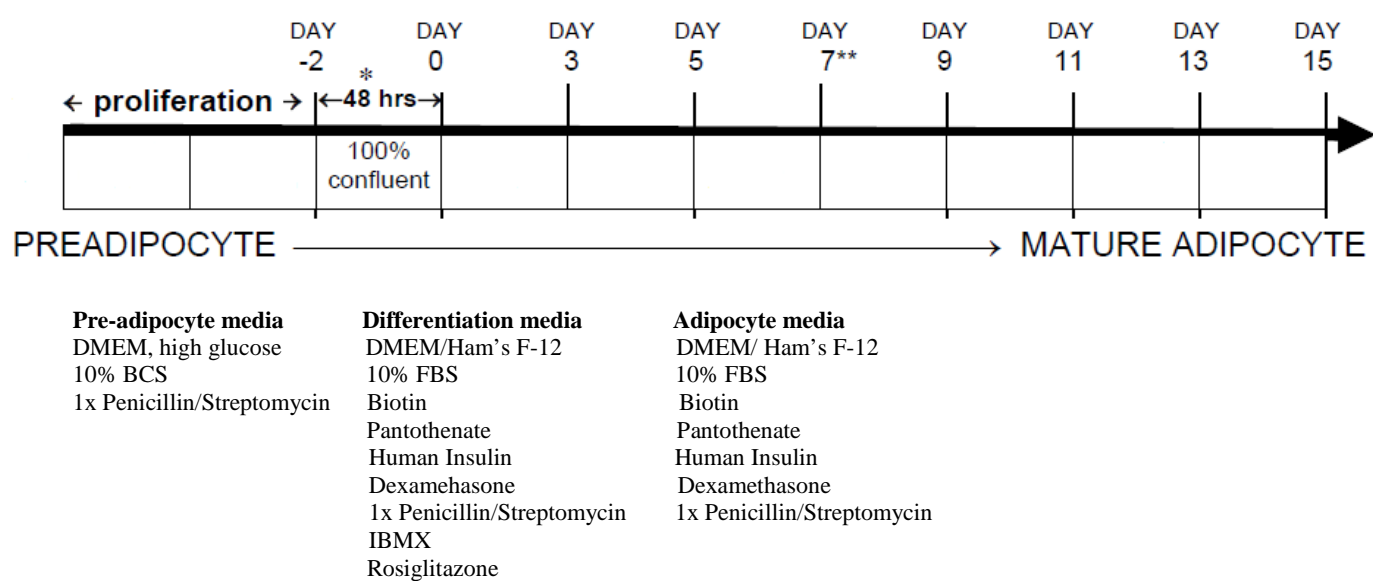 DAY DAY DAY DAY DAY DAY DAY DAY DAY
-2 0 3 5 7** 9 11 13 15
*
← proliferation → ←48 hrs→
100%
confluent
PREADIPOCYTE → MATURE ADIPOCYTE
Pre-adipocyte media Differentiation media Adipocyte media
DMEM, high glucose DMEM/Ham's F-12 DMEM/ Ham's F-12
10% BCS 10% FBS 10% FBS
1x Penicillin/Streptomycin Biotin Biotin
Pantothenate Pantothenate
Human Insulin Human Insulin
Dexamehasone Dexamethasone
1x Penicillin/Streptomycin 1x Penicillin/Streptomycin
IBMX
Rosiglitazone